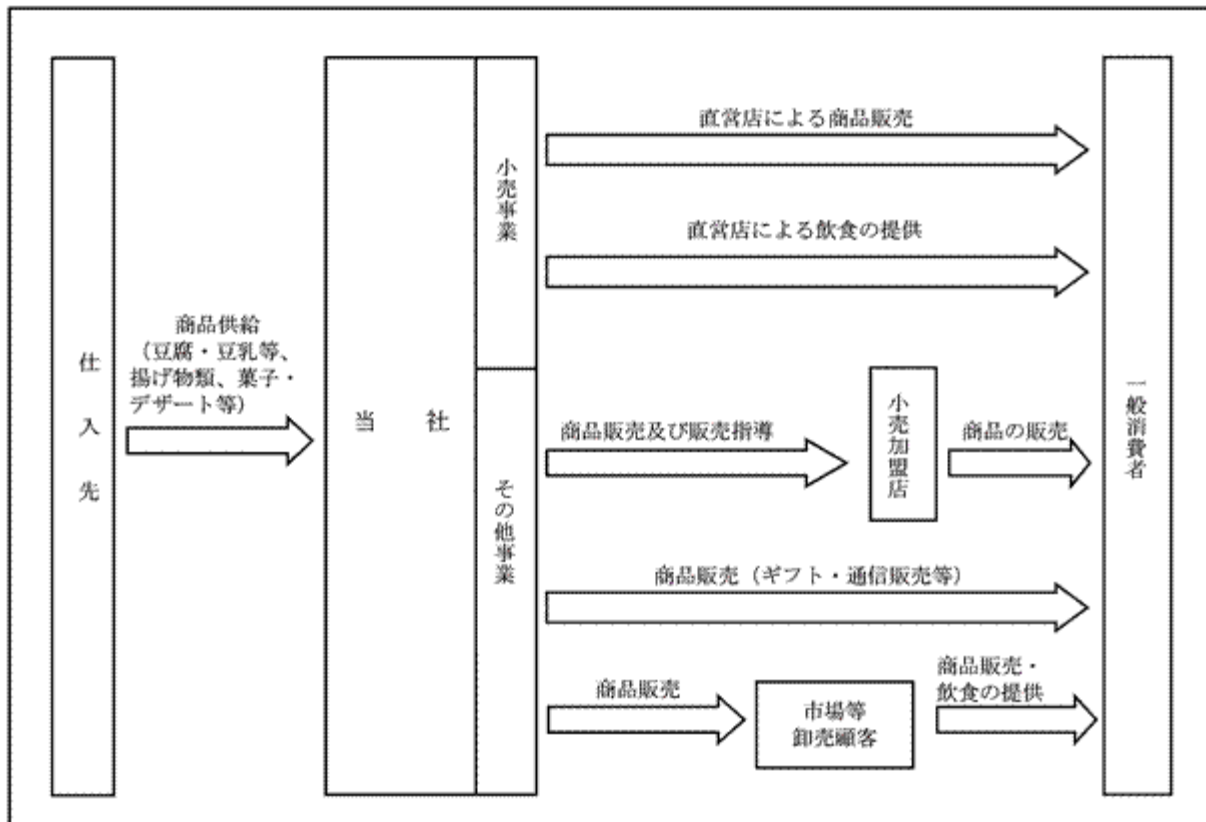 仕入先
商品供給
（豆腐・豆乳等、
揚げ物類、菓子・
デザート等）
当社
小売事業
その他事業
直営店による商品販売
直営店による飲食の提供
商品販売及び販売指導
小売加盟店
商品の販売
商品販売（ギフト・通信販売等）
商品販売
市場等
卸売顧客
商品販売・
飲食の提供
一般消費者